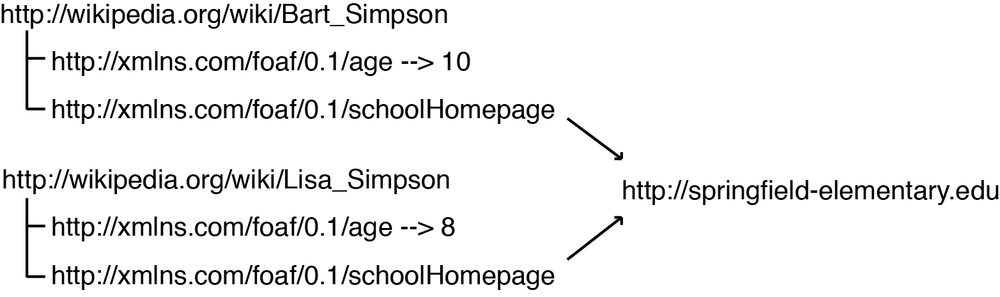 http://wikipedia.org/wiki/Bart_Simpson
http://xmlns.com/foaf/0.1/age --> 10
http://xmlns.com/foaf/0.1/schoolHomepage
http://wikipedia.org/wiki/Lisa_Simpson
http://springfield-elementary.edu
http://xmlns.com/foaf/0.1/age --> 8
http://xmlns.com/foaf/0.1/schoolHomepage